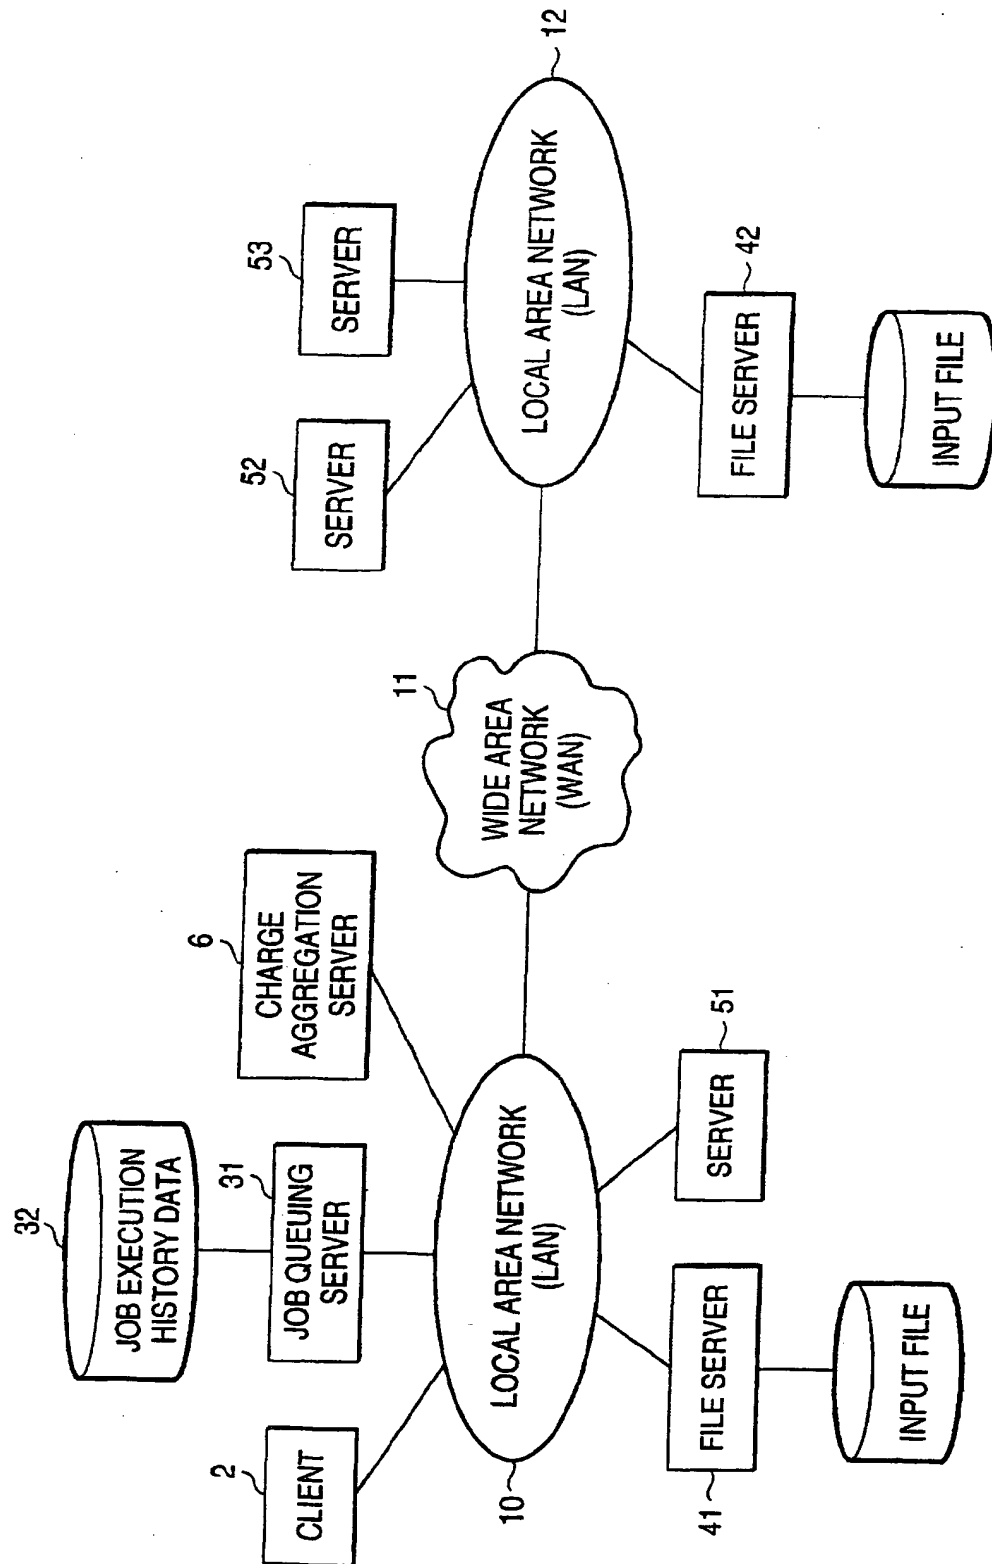 32
JOB EXECUTION
HISTORY DATA
2
CLIENT
31
JOB QUEUING
SERVER
6
CHARGE
AGGREGATION
SERVER
10
LOCAL AREA NETWORK
(LAN)
41
FILE SERVER
INPUT FILE
SERVER
51
11
WIDE AREA
NETWORK
(WAN)
52
SERVER
53
SERVER
12
LOCAL AREA NETWORK
(LAN)
42
FILE SERVER
INPUT FILE